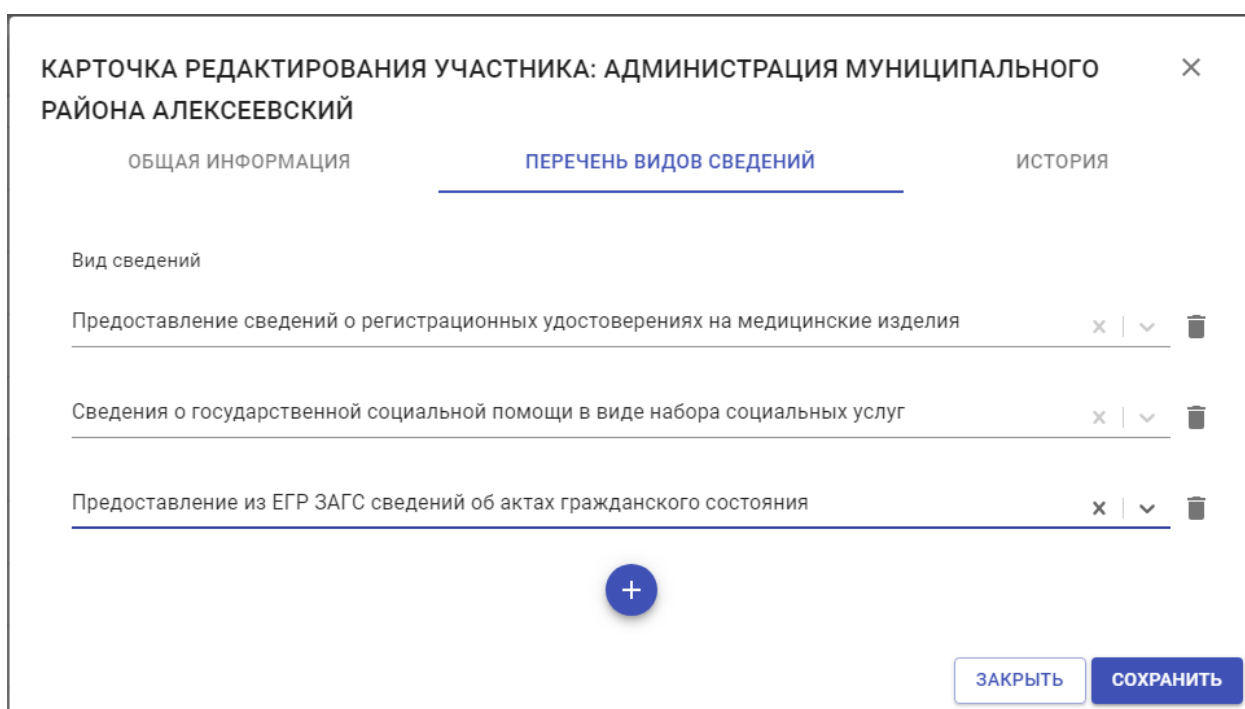 КАРТОЧКА РЕДАКТИРОВАНИЯ УЧАСТНИКА: АДМИНИСТРАЦИЯ МУНИЦИПАЛЬНОГО
РАЙОНА АЛЕКСЕЕВСКИЙ
ОБЩАЯ ИНФОРМАЦИЯ ПЕРЕЧЕНЬ ВИДОВ СВЕДЕНИЙ ИСТОРИЯ
Вид сведений
Предоставление сведений о регистрационных удостоверениях на медицинские изделия
Сведения о государственной социальной помощи в виде набора социальных услуг
Предоставление из ЕГР ЗАГС сведений об актах гражданского состояния
ЗАКРЫТЬ СОХРАНИТЬ